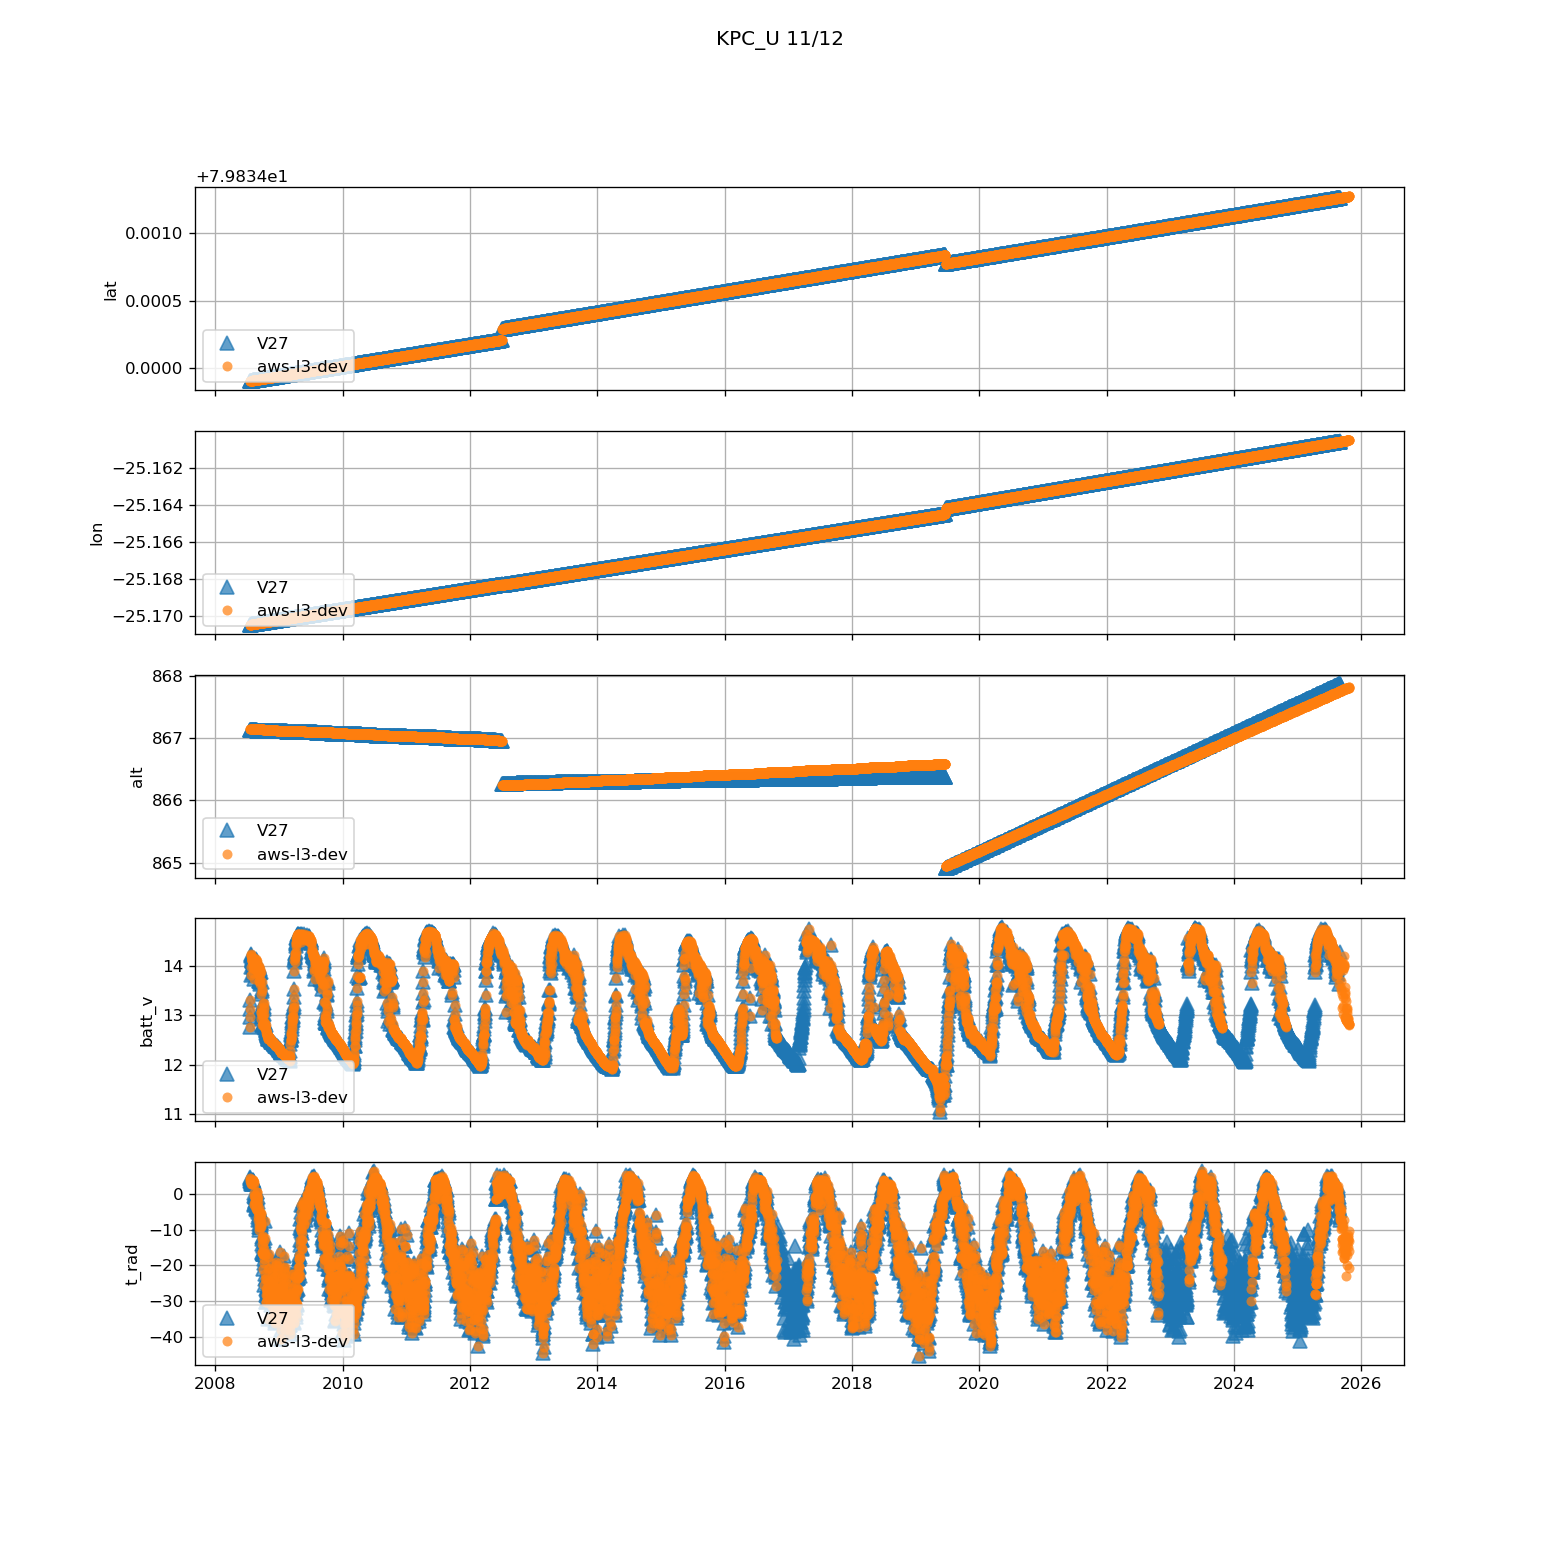 KPC_U 11/12
+7.9834e1
0.0010
0.0005
0.0000
lat
V27
aws-l3-dev
−25.162
−25.164
−25.166
−25.168
−25.170
lon
V27
aws-l3-dev
868
867
866
865
alt
V27
aws-l3-dev
14
13
12
11
batt_v
V27
aws-l3-dev
0
−10
−20
−30
−40
t_rad
V27
aws-l3-dev
2008 2010 2012 2014 2016 2018 2020 2022 2024 2026